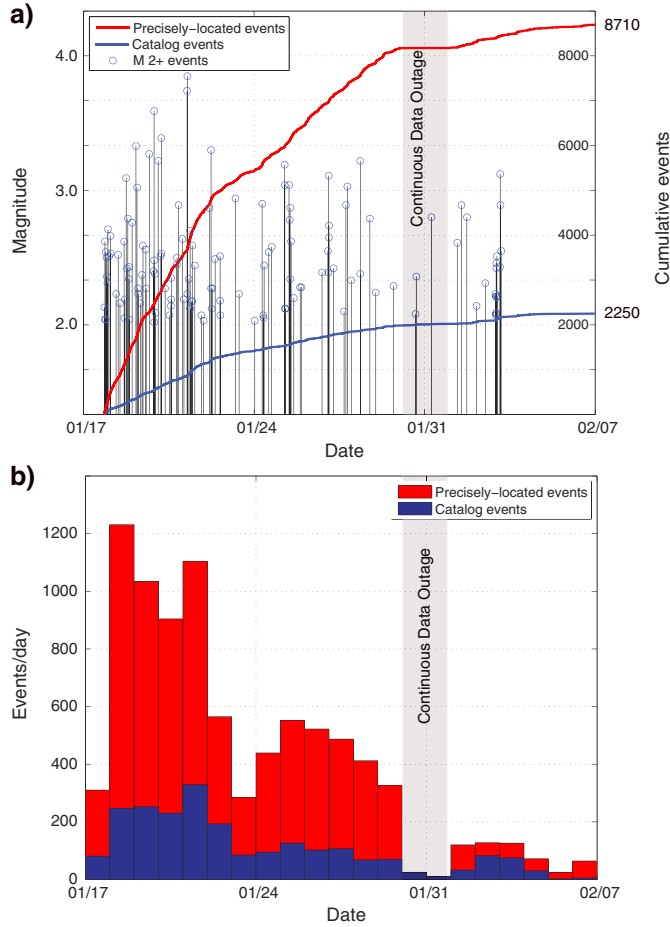 a)
Precisely−located events
Catalog events
M 2+ events
4.0
3.0
2.0
Magnitude
8710
8000
6000
4000
2250
2000
Cumulative events
Continuous Data Outage
01/17
01/24
01/31
02/07
Date
b)
Precisely−located events
Catalog events
1200
1000
800
600
400
200
0
Events/day
Continuous Data Outage
01/17
01/24
01/31
02/07
Date